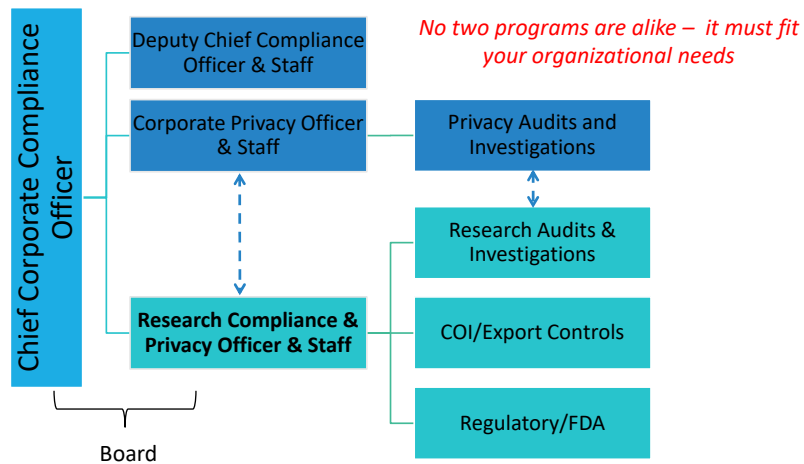 Chief Corporate Compliance
Officer
Deputy Chief Compliance
Officer & Staff
No two programs are alike – it must fit
your organizational needs
Corporate Privacy Officer
& Staff
Privacy Audits and
Investigations
Research Audits &
Investigations
Research Compliance &
Privacy Officer & Staff
COI/Export Controls
Regulatory/FDA
Board